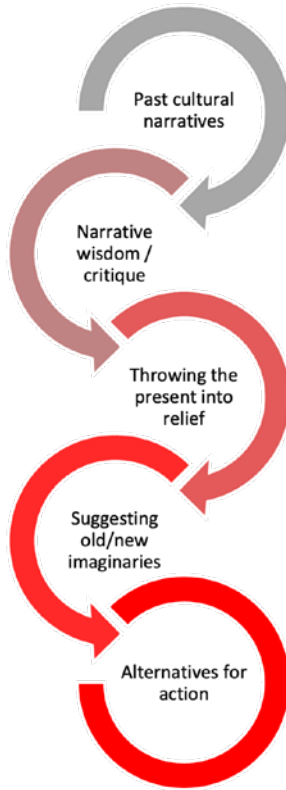 Past cultural
narratives
Narrative
wisdom /
critique
Throwing the
present into
relief
Suggesting
old/new
imaginaries
Alternatives for
action